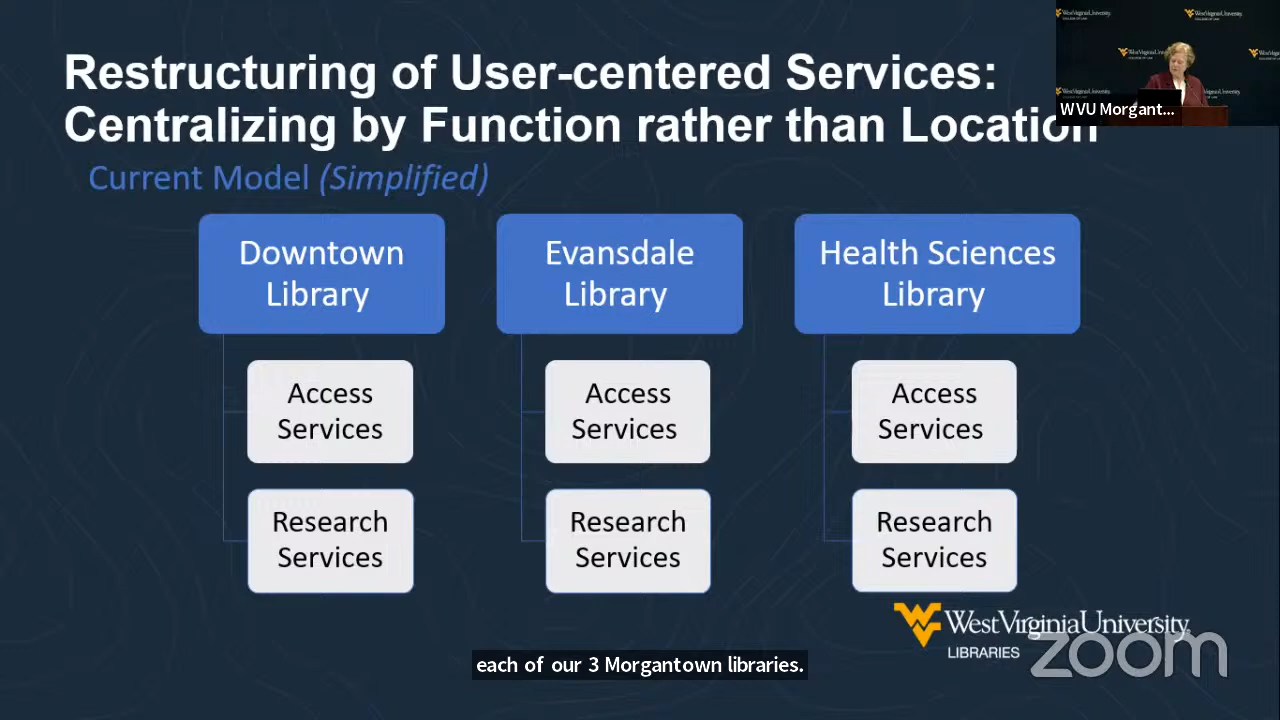 Restructuring of User-centered Services:
Centralizing by Function rather than Location
Current Model (Simplified)
Downtown
Library
Access
Services
Research
Services
Evansdale
Library
Access
Services
Research
Services
Health Sciences
Library
Access
Services
Research
Services
WestVirginiaUniversity
LIBRARIES
zoom
each of our 3 Morgantown libraries.
WVU Morgant...
WestVirginiaUniversity